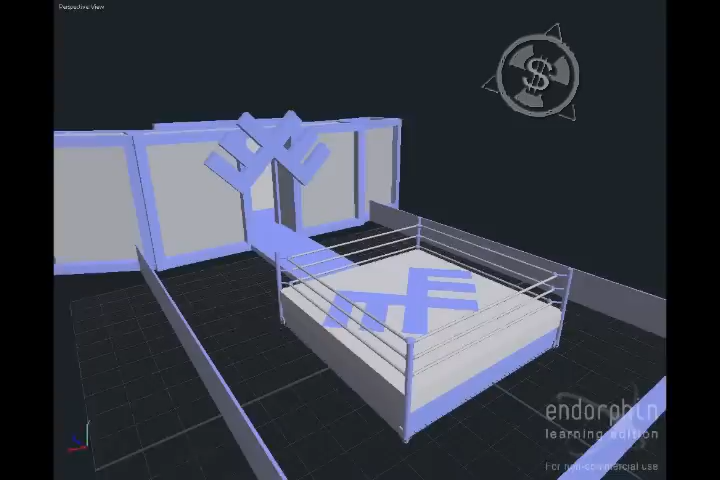 Perspective View
$
endorphin
learning edition
For non-commercial use